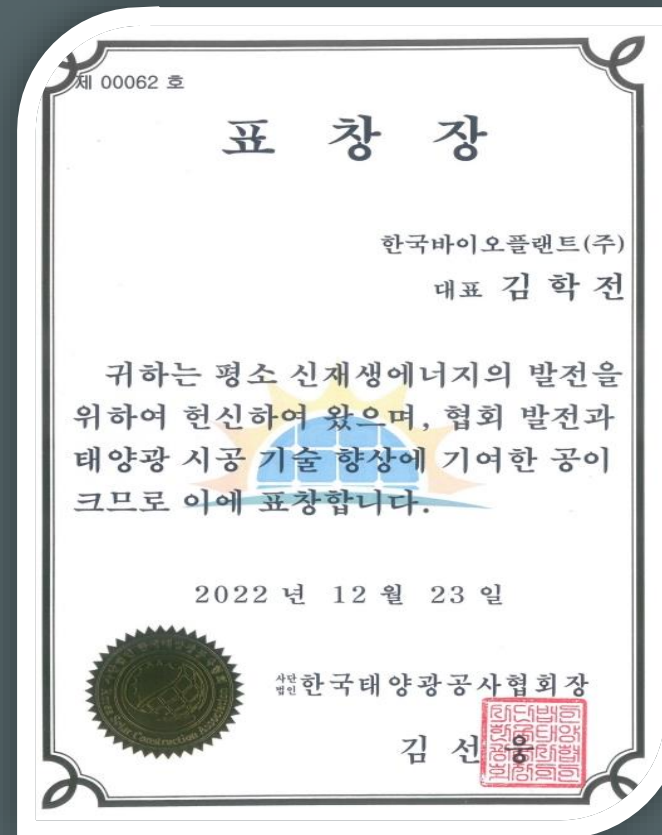 제 00062 호
표 창 장
한국바이오플랜트(주)
대표 김 학 전
귀하는 평소 신재생에너지의 발전을
위하여 헌신하여 왔으며, 협회 발전과
태양광 시공 기술 향상에 기여한 공이
크므로 이에 표창합니다.
2022 년 12 월 23 일
사단법인 한국태양광공사협회장
김 선 웅
Korea Solar Construction Association